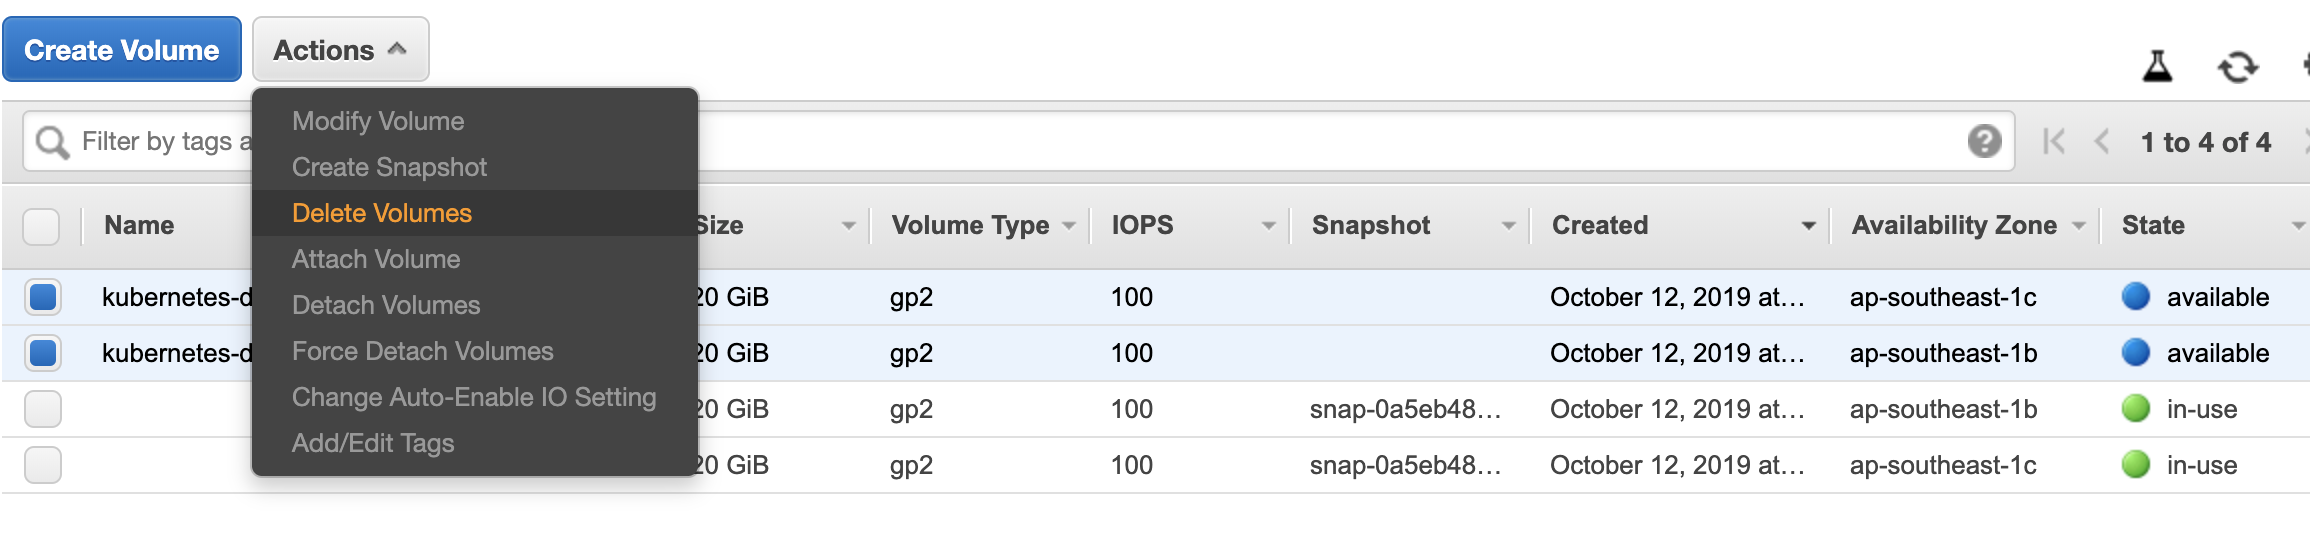 Create Volume Actions
Filter by tags a 1 to 4 of 4
Modify Volume
Create Snapshot
Delete Volumes
Attach Volume
Detach Volumes
Force Detach Volumes
Change Auto-Enable IO Setting
Add/Edit Tags
Name Size Volume Type IOPS Snapshot Created Availability Zone State
kubernetes-d 20 GiB gp2 100 October 12, 2019 at… ap-southeast-1c available
kubernetes-d 20 GiB gp2 100 October 12, 2019 at… ap-southeast-1b available
20 GiB gp2 100 snap-0a5eb48… October 12, 2019 at… ap-southeast-1b in-use
20 GiB gp2 100 snap-0a5eb48… October 12, 2019 at… ap-southeast-1c in-use